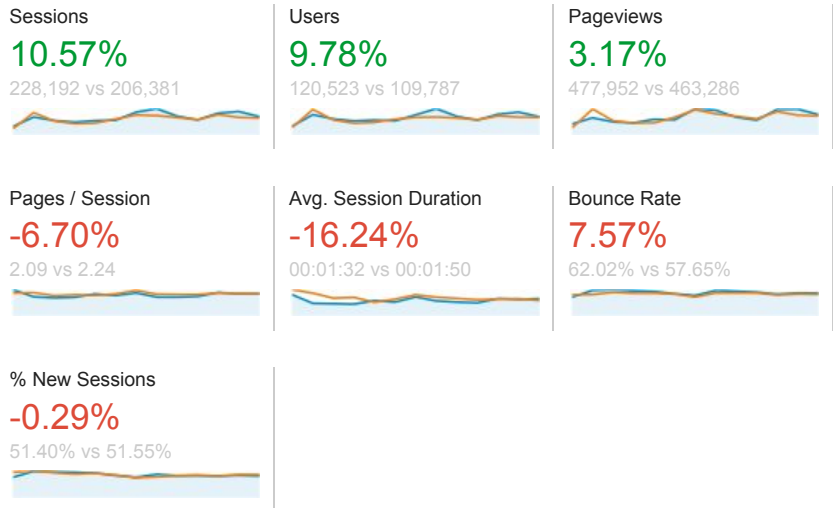 Sessions
10.57%
228,192 vs 206,381
Users
9.78%
120,523 vs 109,787
Pageviews
3.17%
477,952 vs 463,286
Pages / Session
-6.70%
2.09 vs 2.24
Avg. Session Duration
-16.24%
00:01:32 vs 00:01:50
Bounce Rate
7.57%
62.02% vs 57.65%
% New Sessions
-0.29%
51.40% vs 51.55%